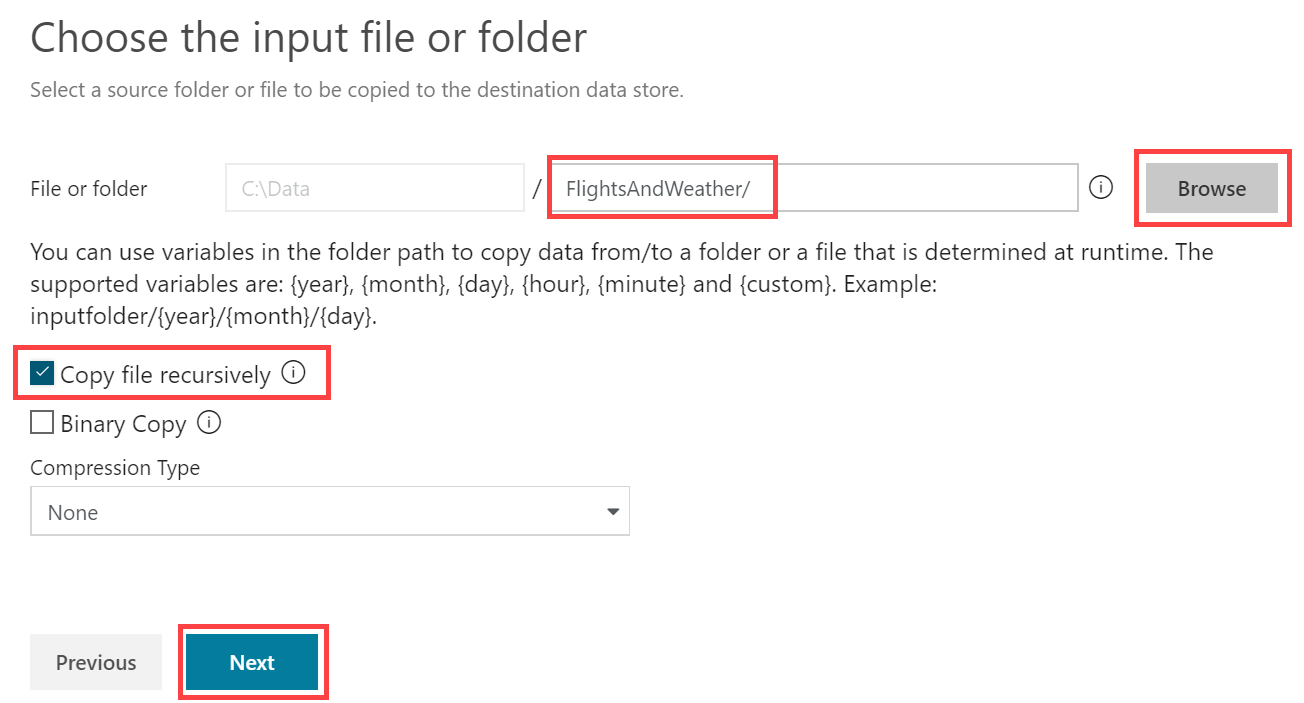 Choose the input file or folder
Select a source folder or file to be copied to the destination data store.
File or folder C:\Data / FlightsAndWeather/ Browse
You can use variables in the folder path to copy data from/to a folder or a file that is determined at runtime. The
supported variables are: {year}, {month}, {day}, {hour}, {minute} and {custom}. Example:
inputfolder/{year}/{month}/{day}.
Copy file recursively
Binary Copy
Compression Type
None
Previous Next